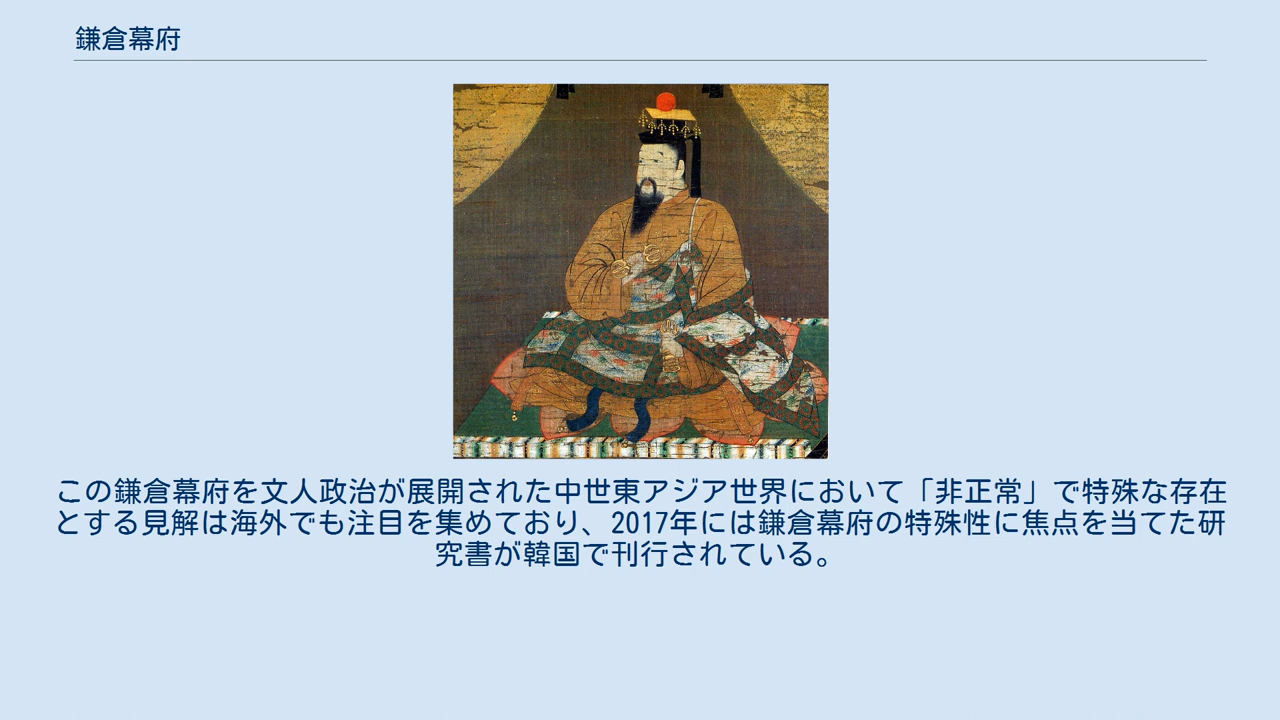 鎌倉幕府
この鎌倉幕府を文人政治が展開された中世東アジア世界において「非正常」で特殊な存在
とする見解は海外でも注目を集めており、2017年には鎌倉幕府の特殊性に焦点を当てた研
究書が韓国で刊行されている。